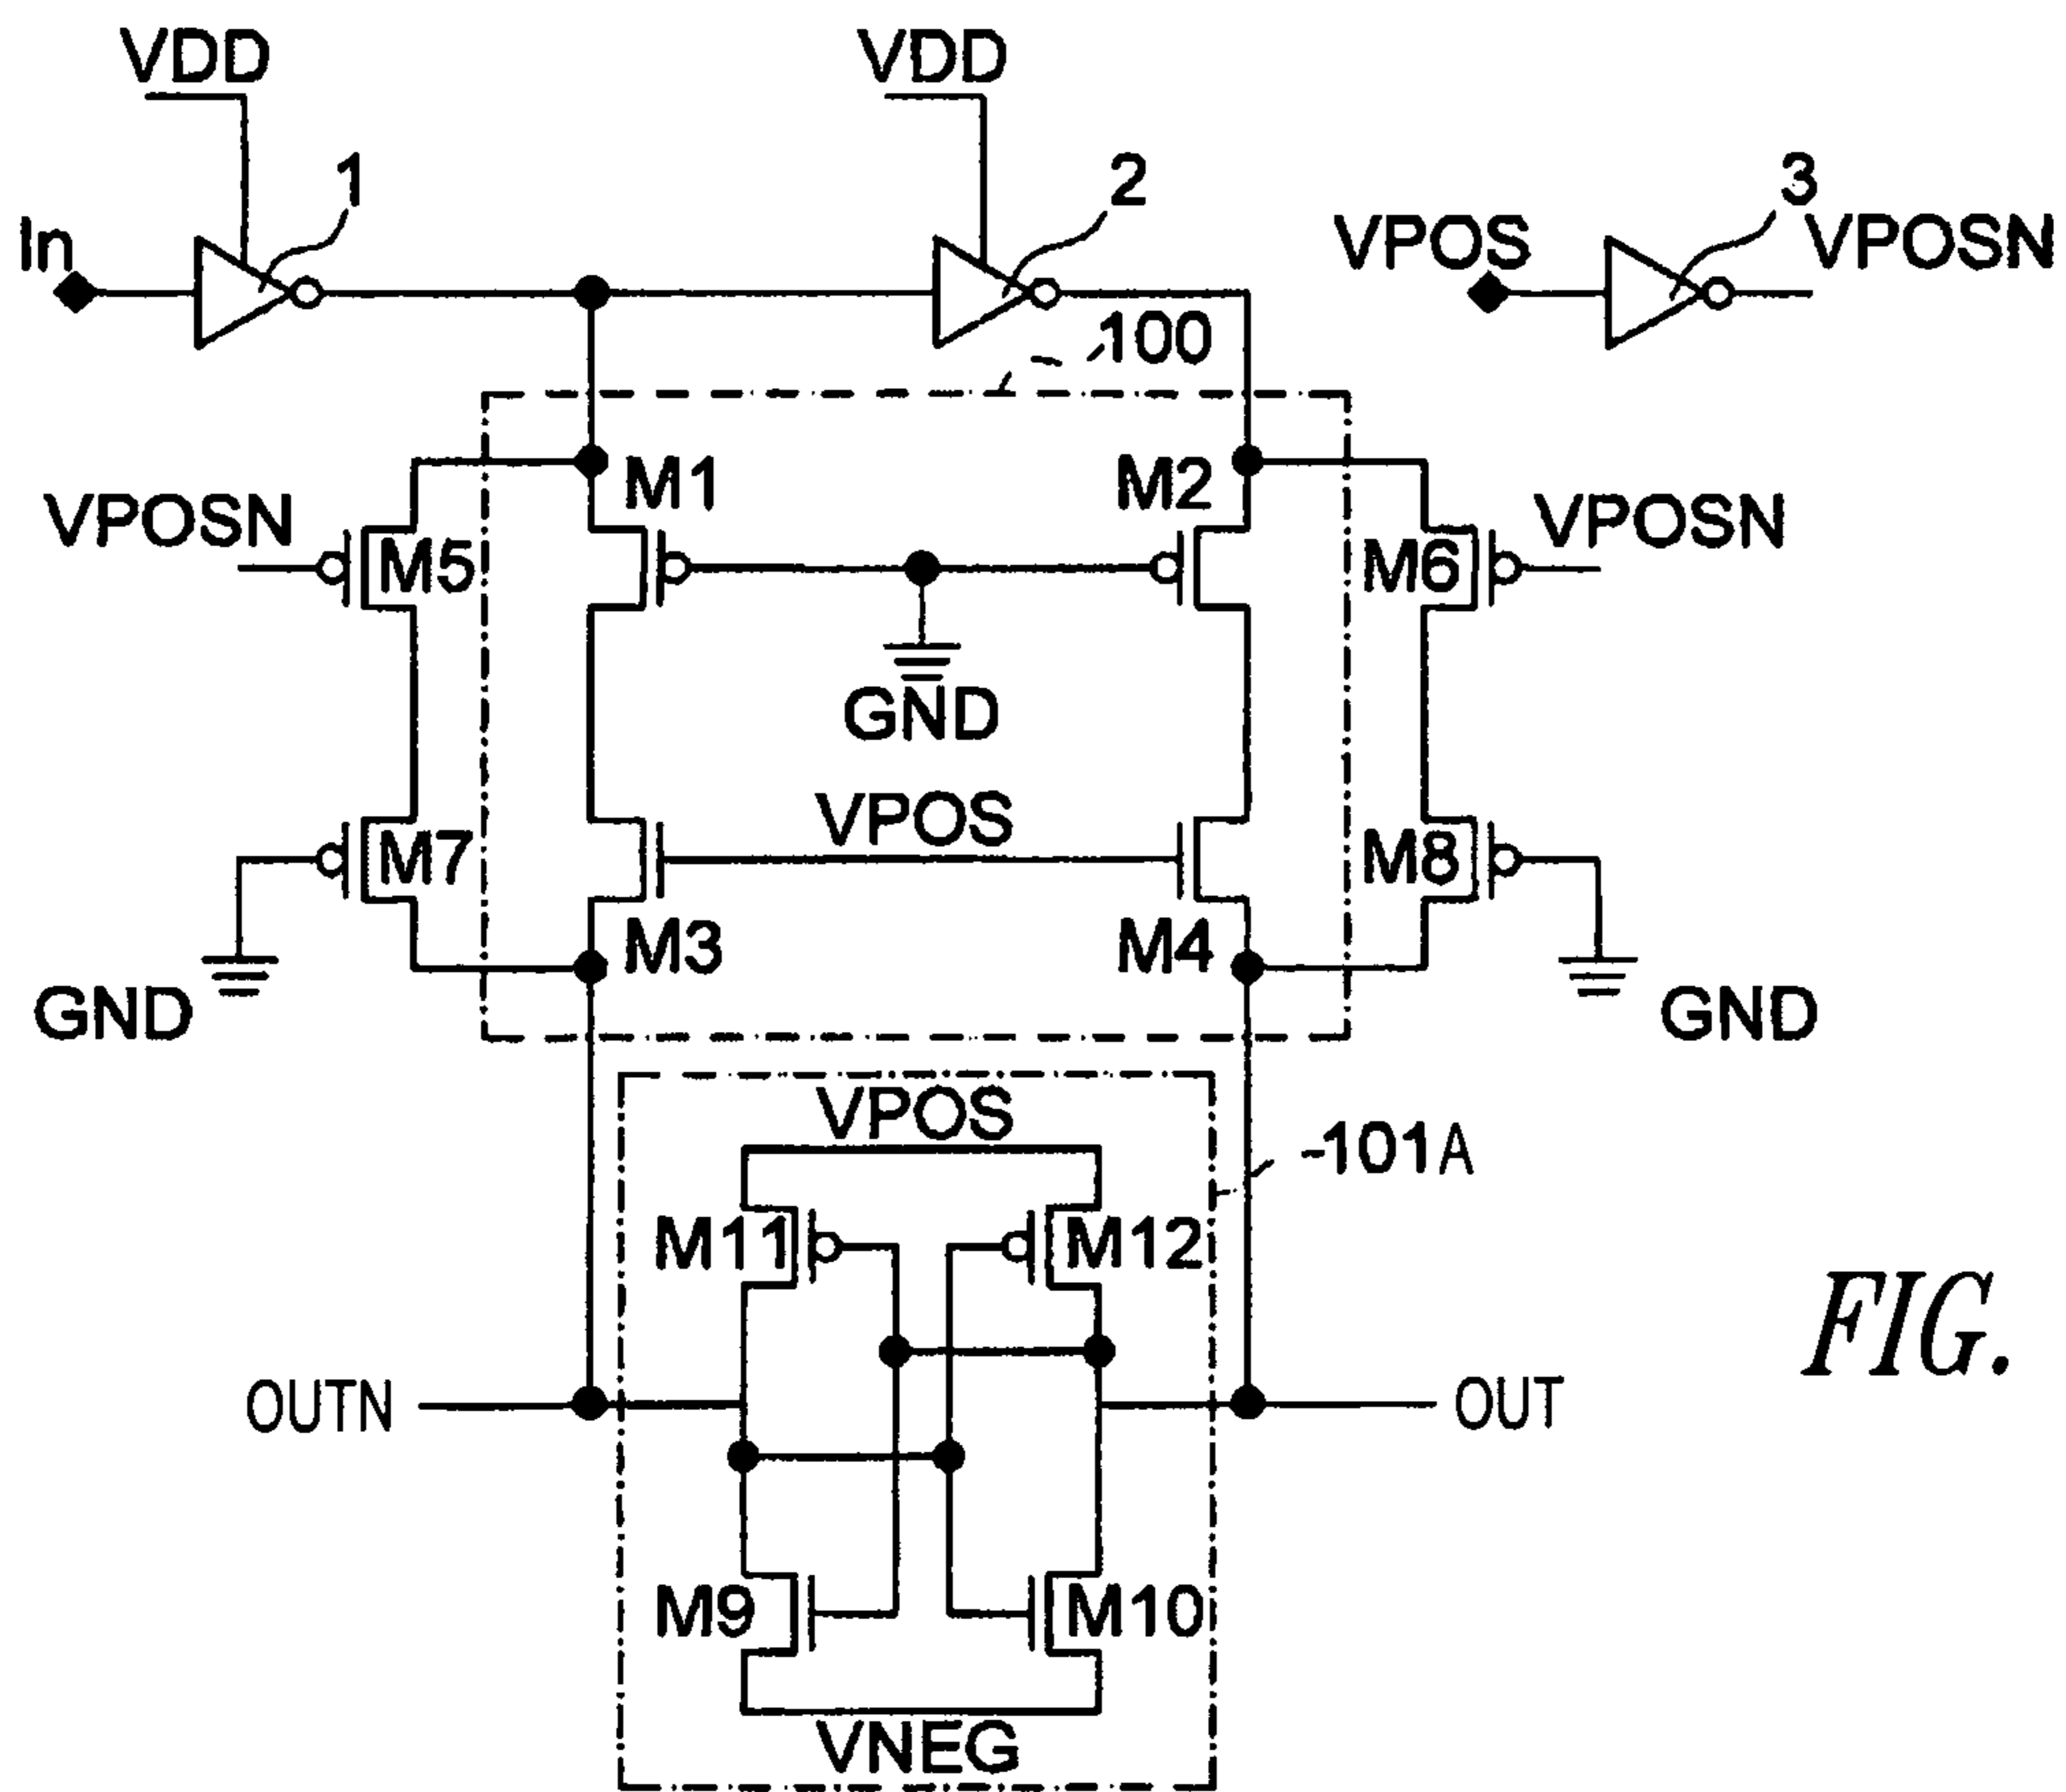 VDD
VDD
1
2
3
In
VPOS
VPOSN
100
M1
M2
VPOSN
VPOSN
M5
M6
GND
VPOS
M7
M8
M3
M4
GND
GND
VPOS
101A
M11
M12
FIG.
OUTN
OUT
M9
M10
VNEG